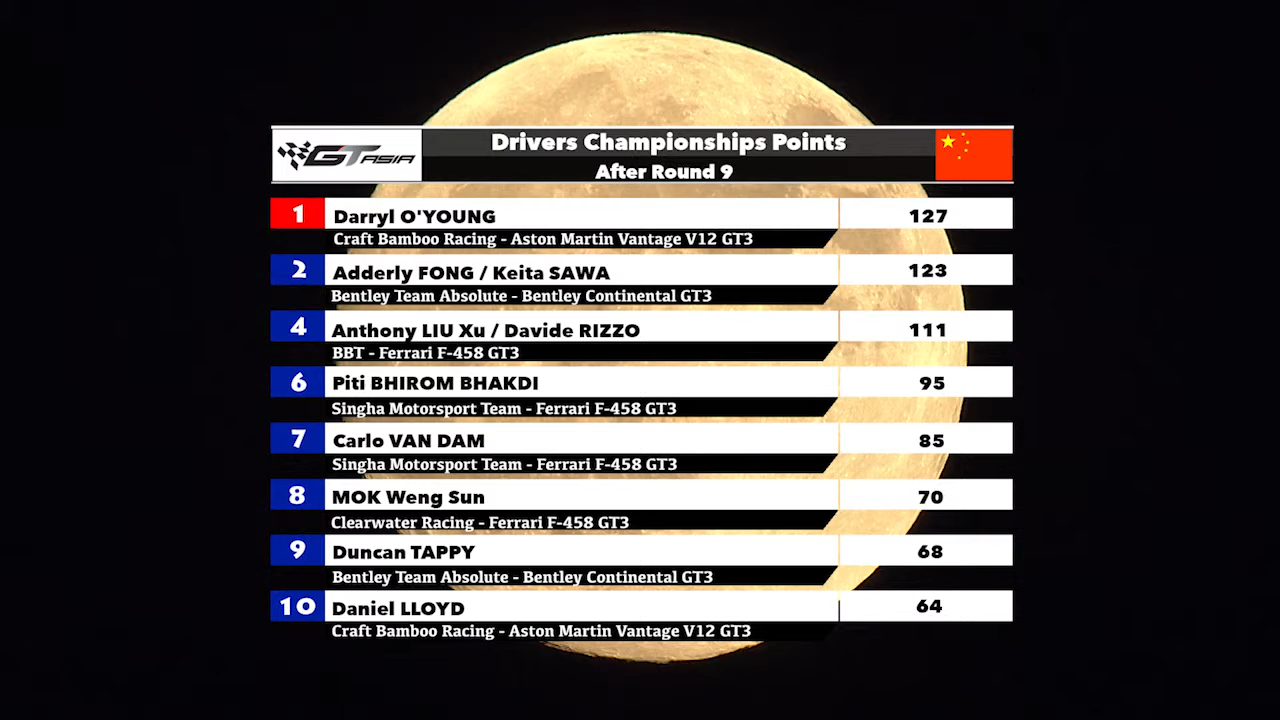 GT ASIA
Drivers Championships Points
After Round 9
1 Darryl O'YOUNG 127
Craft Bamboo Racing - Aston Martin Vantage V12 GT3
2 Adderly FONG / Keita SAWA 123
Bentley Team Absolute - Bentley Continental GT3
4 Anthony LIU Xu / Davide RIZZO 111
BBT - Ferrari F-458 GT3
6 Piti BHIROM BHAKDI 95
Singha Motorsport Team - Ferrari F-458 GT3
7 Carlo VAN DAM 85
Singha Motorsport Team - Ferrari F-458 GT3
8 MOK Weng Sun 70
Clearwater Racing - Ferrari F-458 GT3
9 Duncan TAPPY 68
Bentley Team Absolute - Bentley Continental GT3
10 Daniel LLOYD 64
Craft Bamboo Racing - Aston Martin Vantage V12 GT3